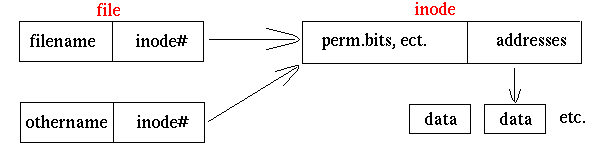 file
inode
filename inode# perm.bits, ect. addresses
othername inode# data data etc.